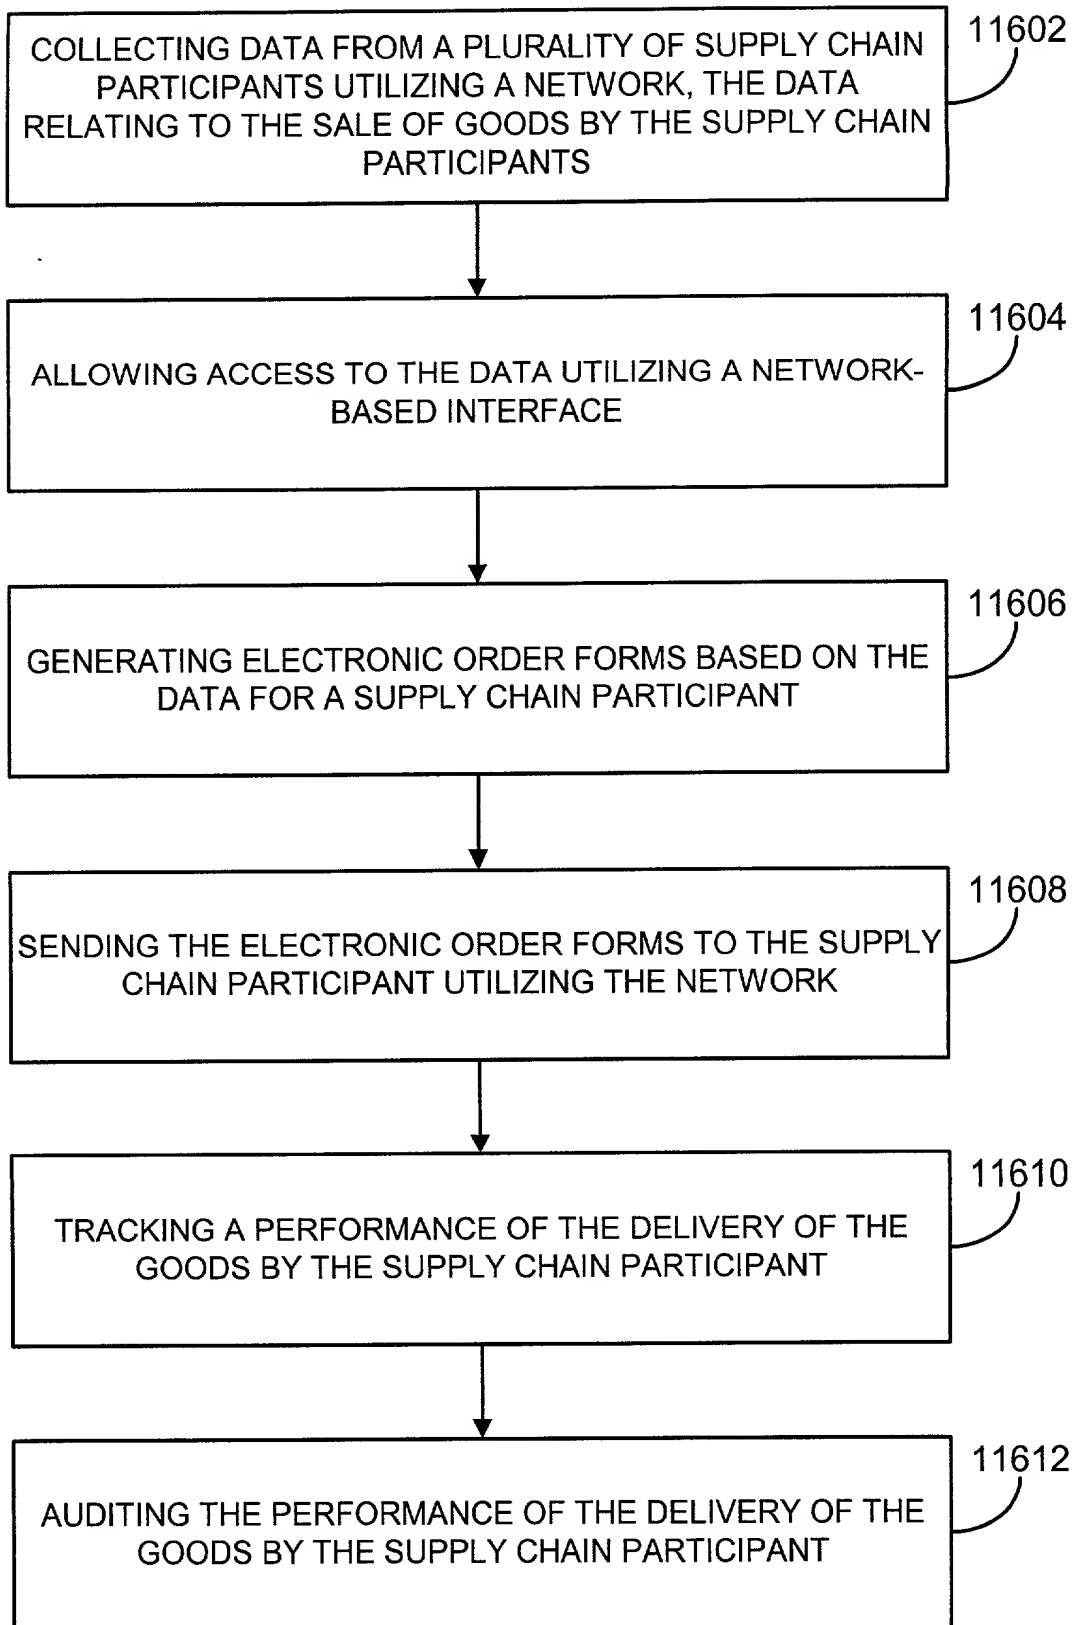 11602
COLLECTING DATA FROM A PLURALITY OF SUPPLY CHAIN
PARTICIPANTS UTILIZING A NETWORK, THE DATA
RELATING TO THE SALE OF GOODS BY THE SUPPLY CHAIN
PARTICIPANTS
11604
ALLOWING ACCESS TO THE DATA UTILIZING A NETWORK-
BASED INTERFACE
11606
GENERATING ELECTRONIC ORDER FORMS BASED ON THE
DATA FOR A SUPPLY CHAIN PARTICIPANT
11608
SENDING THE ELECTRONIC ORDER FORMS TO THE SUPPLY
CHAIN PARTICIPANT UTILIZING THE NETWORK
11610
TRACKING A PERFORMANCE OF THE DELIVERY OF THE
GOODS BY THE SUPPLY CHAIN PARTICIPANT
11612
AUDITING THE PERFORMANCE OF THE DELIVERY OF THE
GOODS BY THE SUPPLY CHAIN PARTICIPANT